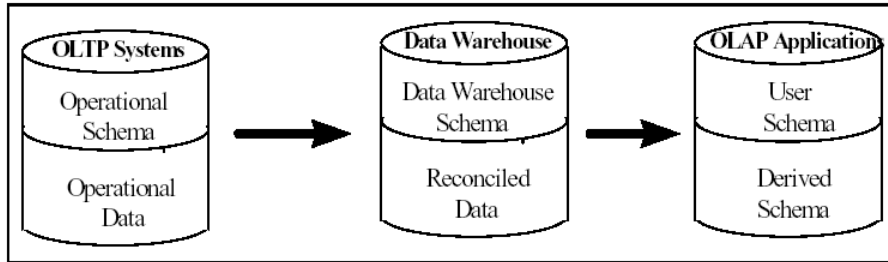 OLTP Systems
Operational
Schema
Operational
Data
Data Warehouse
Data Warehouse
Schema
Reconciled
Data
OLAP Applications
User
Schema
Derived
Schema